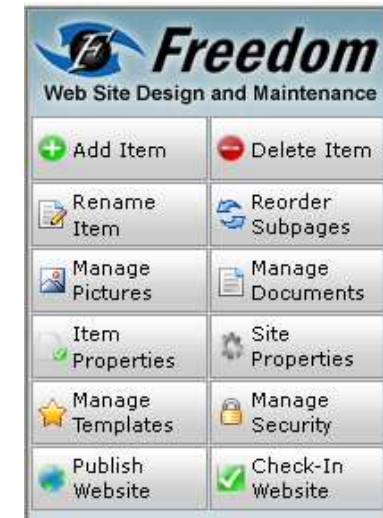 Freedom
Web Site Design and Maintenance
Add Item
Delete Item
Rename
Item
Reorder
Subpages
Manage
Pictures
Manage
Documents
Item
Properties
Site
Properties
Manage
Templates
Manage
Security
Publish
Website
Check-In
Website